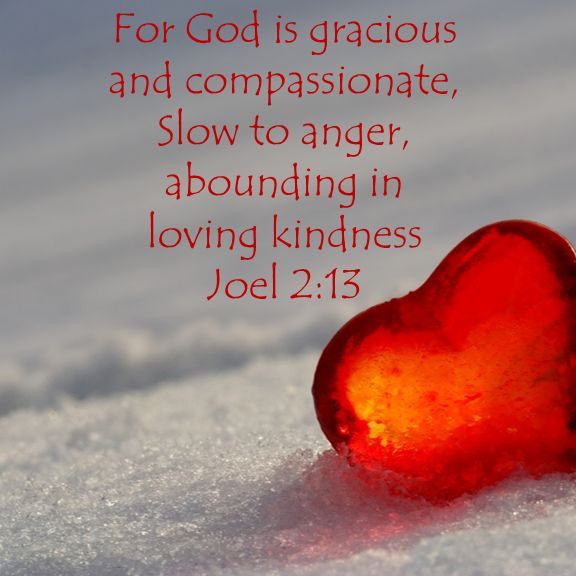 For God is gracious
and compassionate,
Slow to anger,
abounding in
loving kindness
Joel 2:13